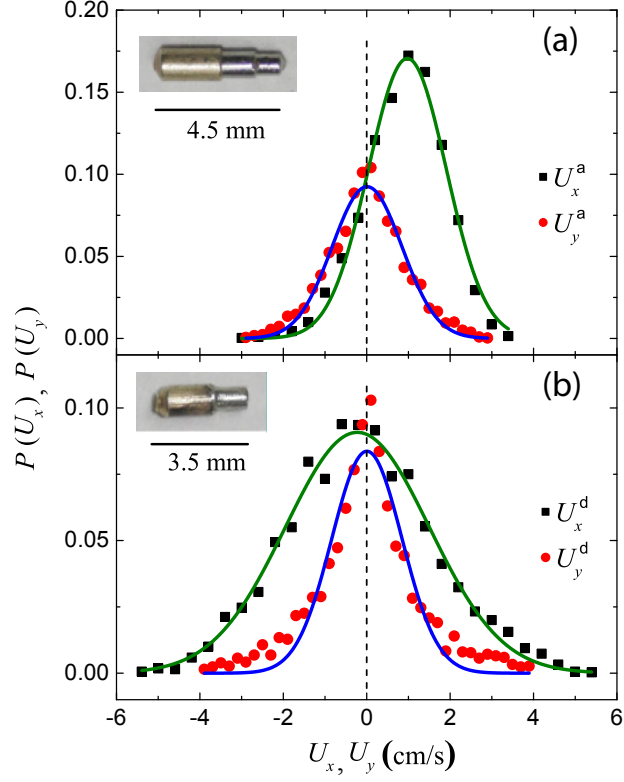 0.20
(a)
0.15
4.5 mm
0.10
U_x^a
U_y^a
0.05
0.00
P(U_x), P(U_y)
(b)
3.5 mm
0.10
U_x^d
U_y^d
0.05
0.00
-6 -4 -2 0 2 4 6
U_x, U_y (cm/s)